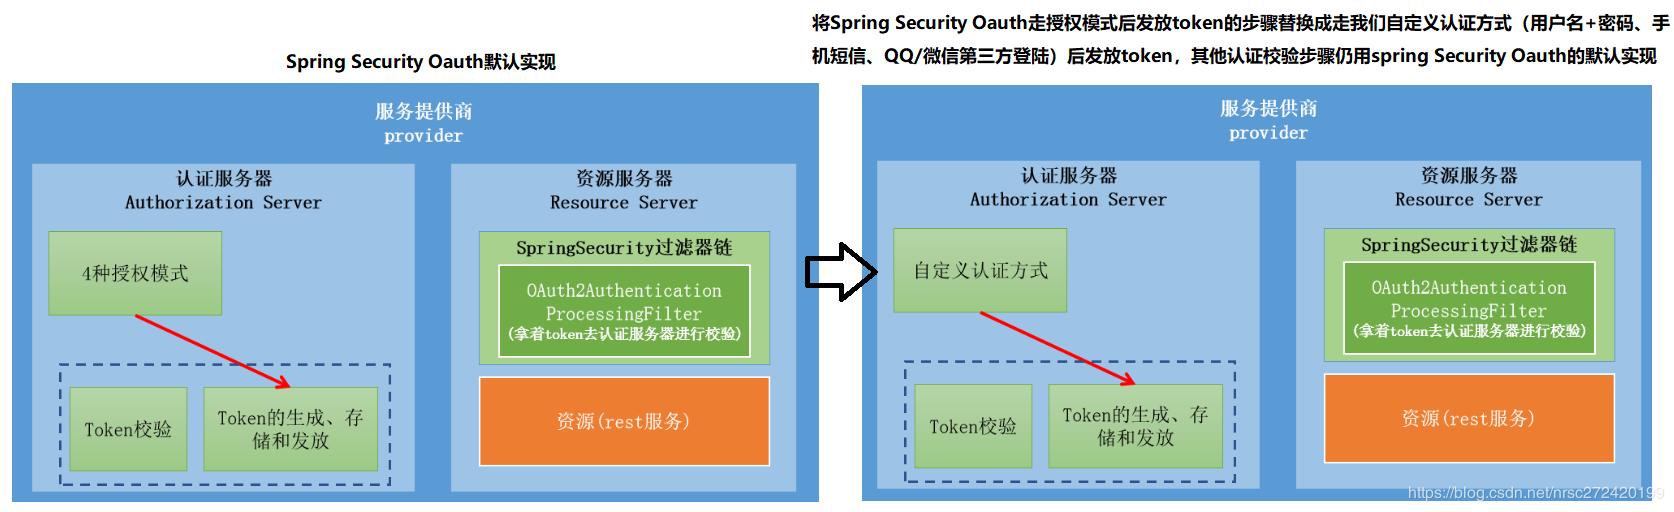 将Spring Security Oauth走授权模式后发放token的步骤替换成走我们自定义认证方式（用户名+密码、手
机短信、QQ/微信第三方登陆）后发放token，其他认证校验步骤仍用spring Security Oauth的默认实现
Spring Security Oauth默认实现
服务提供商
provider
认证服务器
Authorization Server
4种授权模式
Token校验
Token的生成、存
储和发放
资源服务器
Resource Server
SpringSecurity过滤器链
OAuth2Authentication
ProcessingFilter
(拿着token去认证服务器进行校验)
资源(rest服务)
服务提供商
provider
认证服务器
Authorization Server
自定义认证方式
Token校验
Token的生成、存
储和发放
资源服务器
Resource Server
SpringSecurity过滤器链
OAuth2Authentication
ProcessingFilter
(拿着token去认证服务器进行校验)
资源(rest服务)
https://blog.csdn.net/nrsc272420199